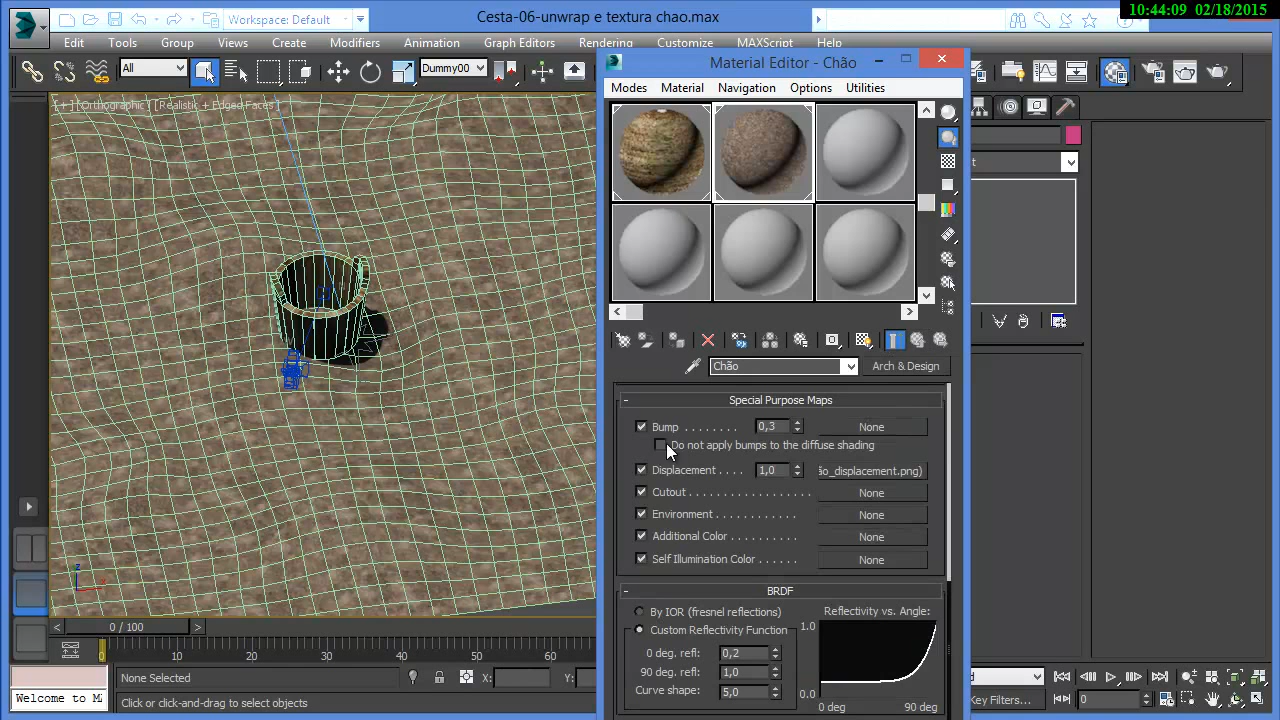 10:44:09 02/18/2015
Workspace: Default
Cesta-06-unwrap e textura chao.max
Edit Tools Group Views Create Modifiers Animation Graph Editors Rendering Customize MAXScript Help
All
Dummy00
Material Editor - Chão
Modes Material Navigation Options Utilities
[ + ] [Orthographic ] [Realistic + Edged Faces ]
Chão
Arch & Design
- Special Purpose Maps
Bump . . . . . . . . 0,3 None
Do not apply bumps to the diffuse shading
Displacement . . . . 1,0 ão_displacement.png)
Cutout . . . . . . . . . . . . . . . . . . None
Environment . . . . . . . . . . . . None
Additional Color . . . . . . . . . . None
Self Illumination Color . . . . . . None
- BRDF
By IOR (fresnel reflections)
Reflectivity vs. Angle:
Custom Reflectivity Function
1.0
0 deg. refl: 0,2
90 deg. refl: 1,0
Curve shape: 5,0
0.0
0 deg 90 deg
z
x
< 0 / 100 >
0 10 20 30 40 50 60
None Selected
X:
Y:
Welcome to M
Click or click-and-drag to select objects
0
Key Filters...